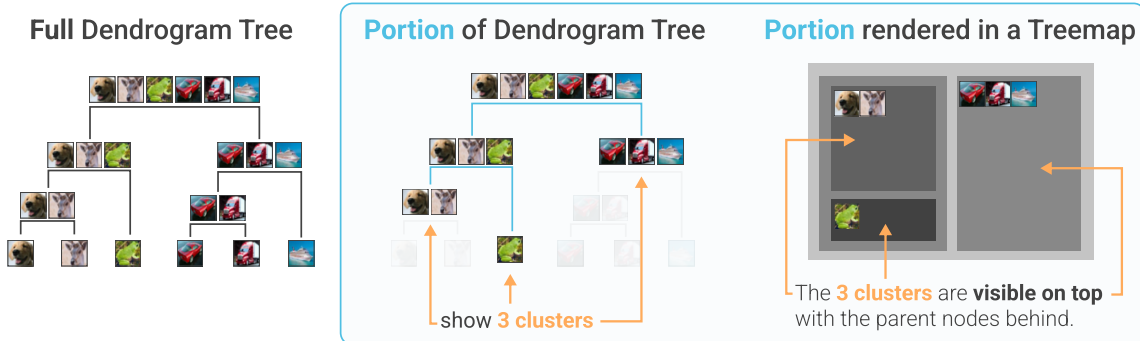 Full Dendrogram Tree
Portion of Dendrogram Tree
Portion rendered in a Treemap
show 3 clusters
The 3 clusters are visible on top
with the parent nodes behind.